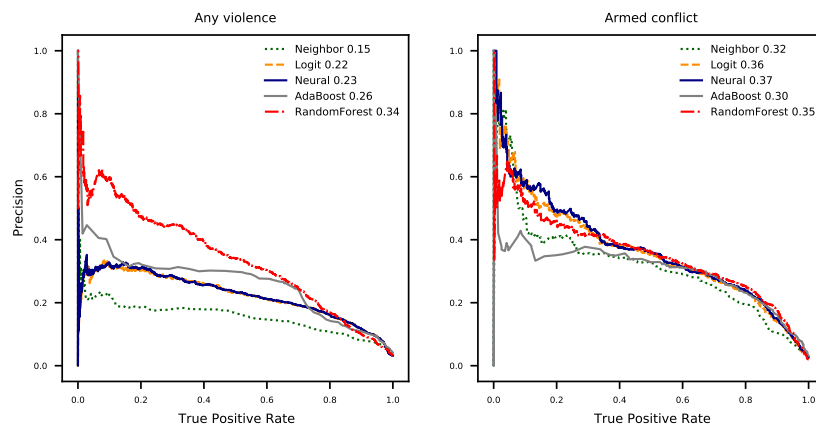 Any violence
Neighbor 0.15
Logit 0.22
Neural 0.23
AdaBoost 0.26
RandomForest 0.34
1.0
0.8
0.6
0.4
0.2
0.0
Precision
0.0 0.2 0.4 0.6 0.8 1.0
True Positive Rate
Armed conflict
Neighbor 0.32
Logit 0.36
Neural 0.37
AdaBoost 0.30
RandomForest 0.35
1.0
0.8
0.6
0.4
0.2
0.0
0.0 0.2 0.4 0.6 0.8 1.0
True Positive Rate